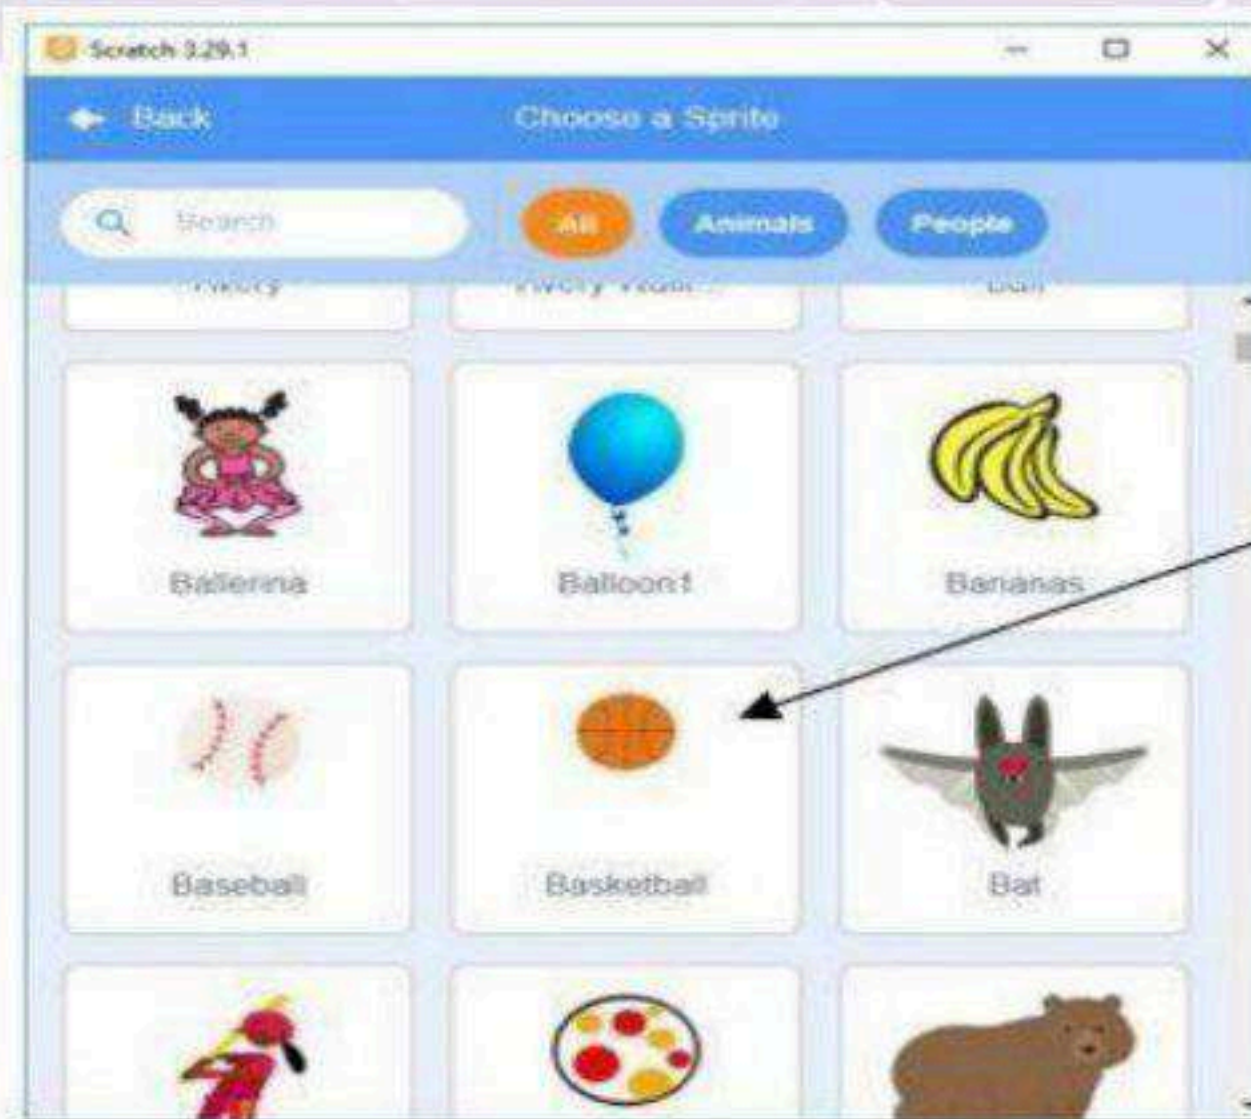 Scratch 3.29.1
Back Choose a Sprite
Search All Animals People
Ballerina Balloon1 Bananas
Baseball Basketball Bat